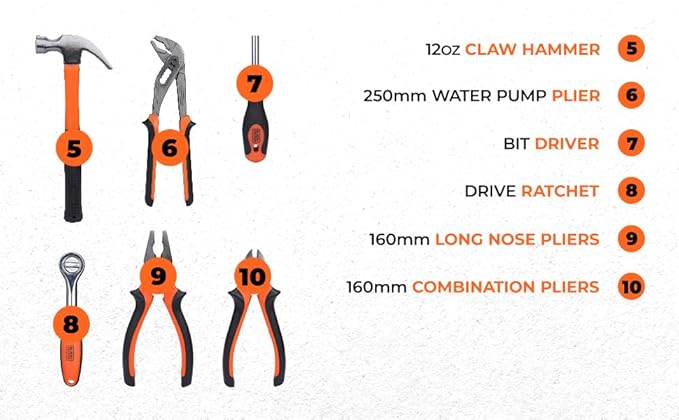 12oz CLAW HAMMER 5
250mm WATER PUMP PLIER 6
BIT DRIVER 7
DRIVE RATCHET 8
160mm LONG NOSE PLIERS 9
160mm COMBINATION PLIERS 10
5
6
7
8
9
10